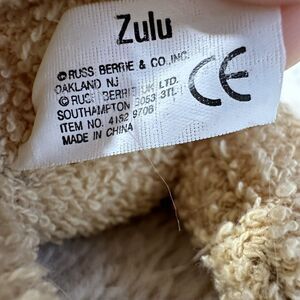 Zulu
© RUSS BERRIE & CO., INC.
OAKLAND NJ
© RUSS BERRIE UK LTD.
SOUTHAMPTON SO53 3TL
CE
ITEM NO. 4152 9706
MADE IN CHINA